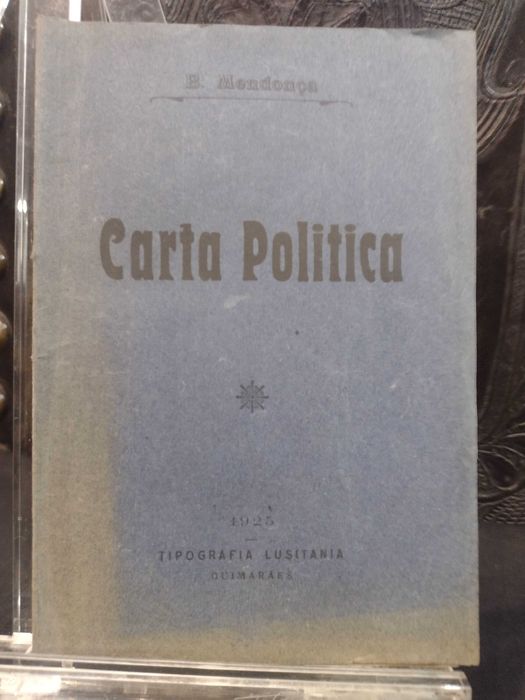 B. Mendonça
Carta Politica
1925
TIPOGRAFIA LUSITANIA
GUIMARÃES